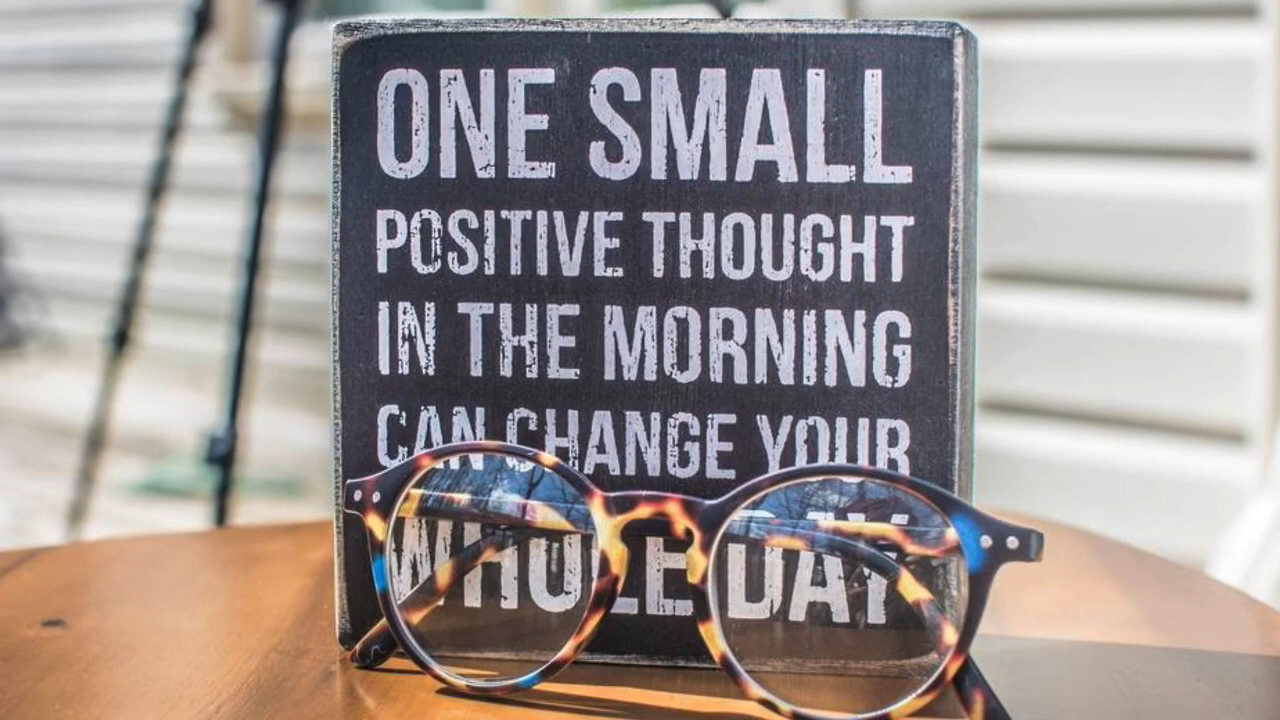 ONE SMALL
POSITIVE THOUGHT
IN THE MORNING
CAN CHANGE YOUR
WHOLE DAY